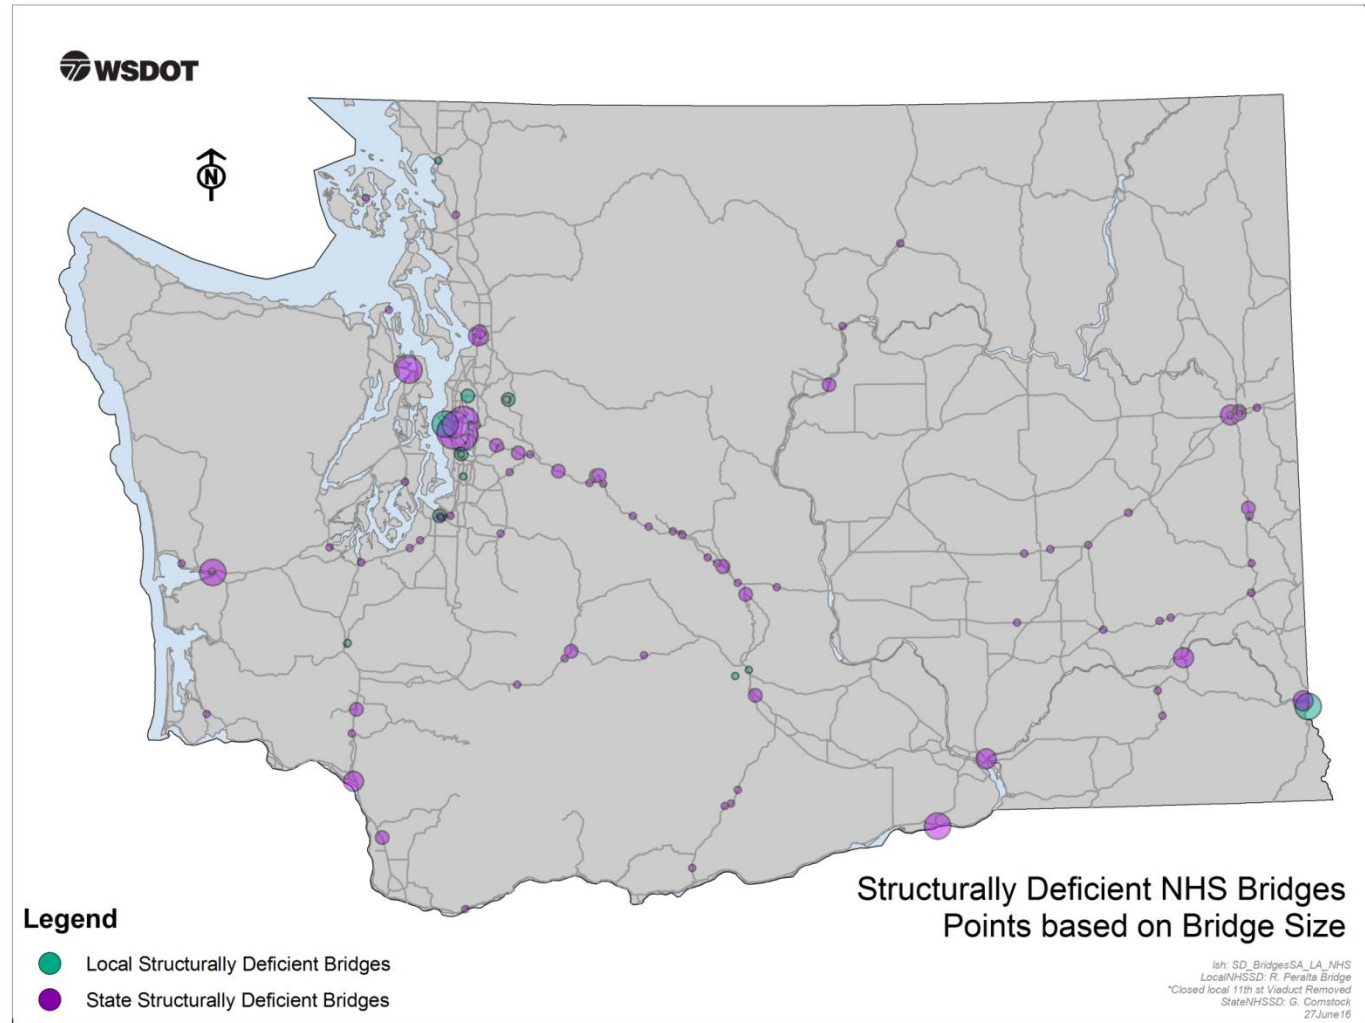 WSDOT
N
Structurally Deficient NHS Bridges
Points based on Bridge Size
Legend
Local Structurally Deficient Bridges
State Structurally Deficient Bridges
lsh: SD_BridgesSA_LA_NHS
LocalNHSSD: R. Peralta Bridge
*Closed local 11th st Viaduct Removed
StateNHSSD: G. Comstock
27June16